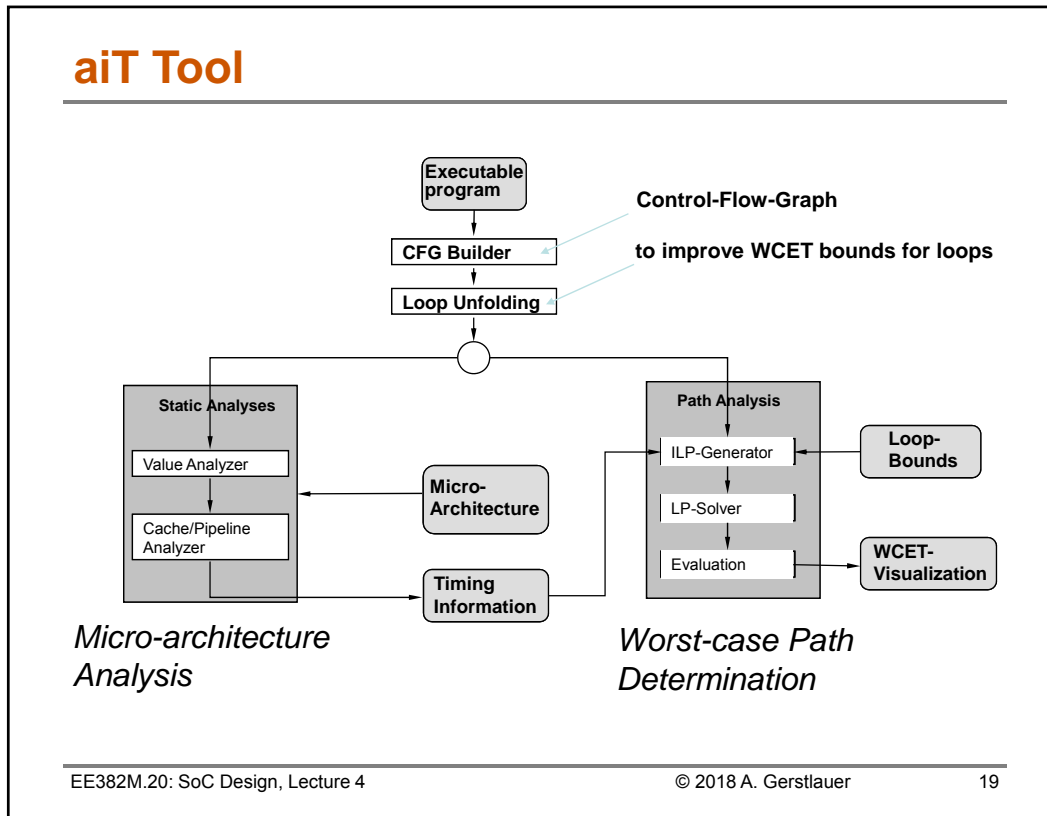 aiT Tool
Executable
program
Control-Flow-Graph
CFG Builder
to improve WCET bounds for loops
Loop Unfolding
Static Analyses
Value Analyzer
Cache/Pipeline
Analyzer
Micro-
Architecture
Timing
Information
Path Analysis
ILP-Generator
LP-Solver
Evaluation
Loop-
Bounds
WCET-
Visualization
Micro-architecture
Analysis
Worst-case Path
Determination
EE382M.20: SoC Design, Lecture 4
© 2018 A. Gerstlauer
19